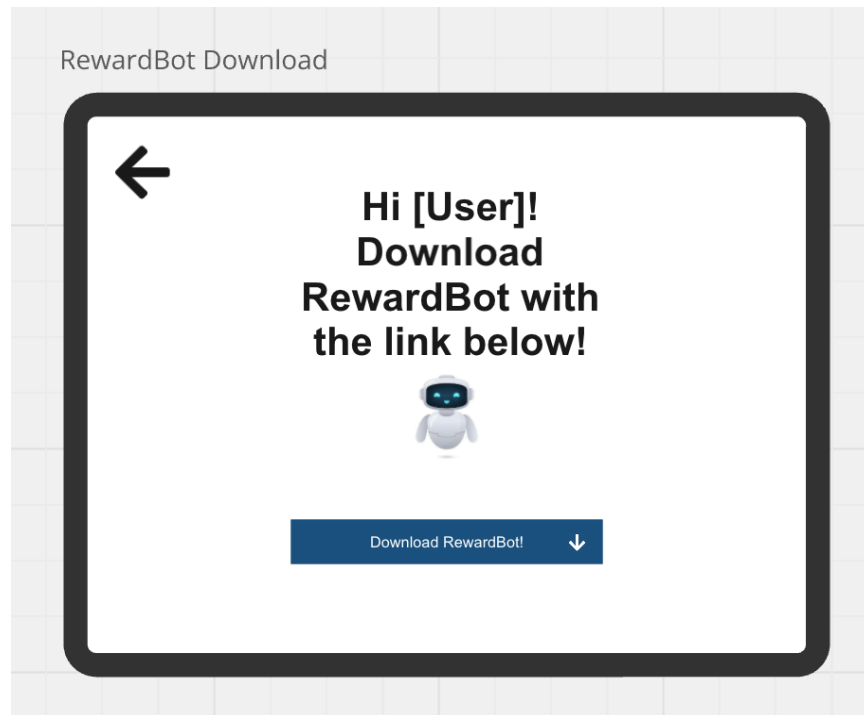 RewardBot Download
Hi [User]!
Download
RewardBot with
the link below!
Download RewardBot!